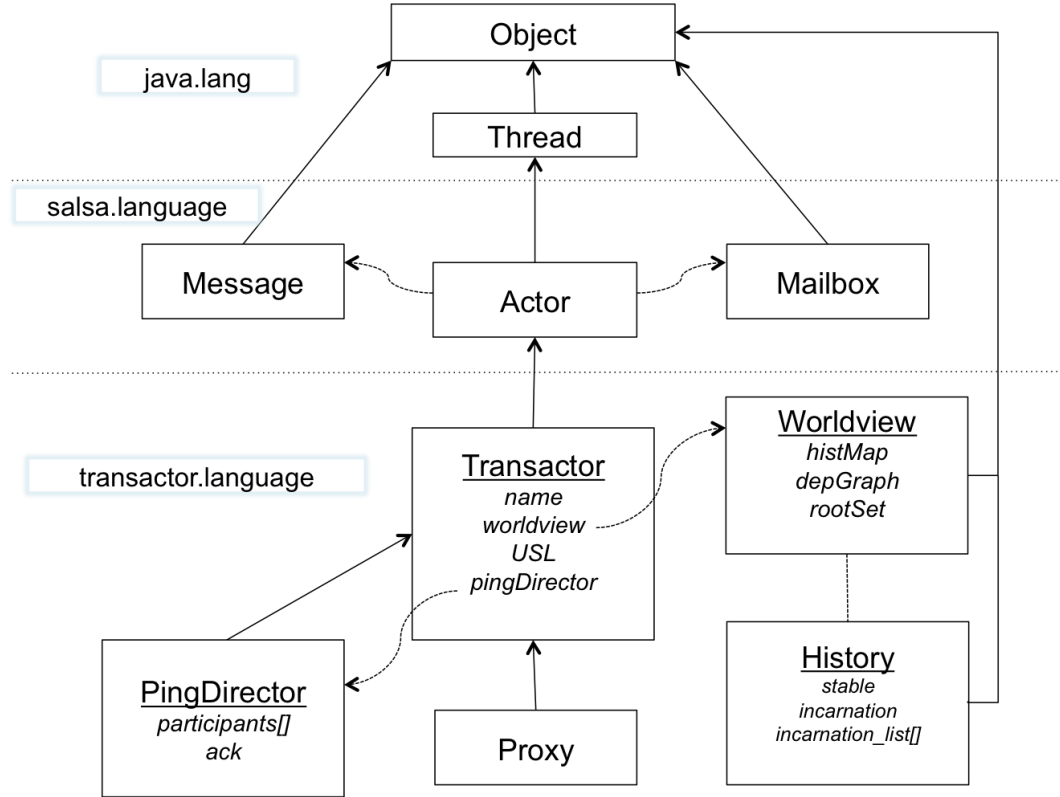 Object
java.lang
Thread
salsa.language
Message
Actor
Mailbox
transactor.language
Transactor
name
worldview
USL
pingDirector
Worldview
histMap
depGraph
rootSet
PingDirector
participants[]
ack
Proxy
History
stable
incarnation
incarnation_list[]